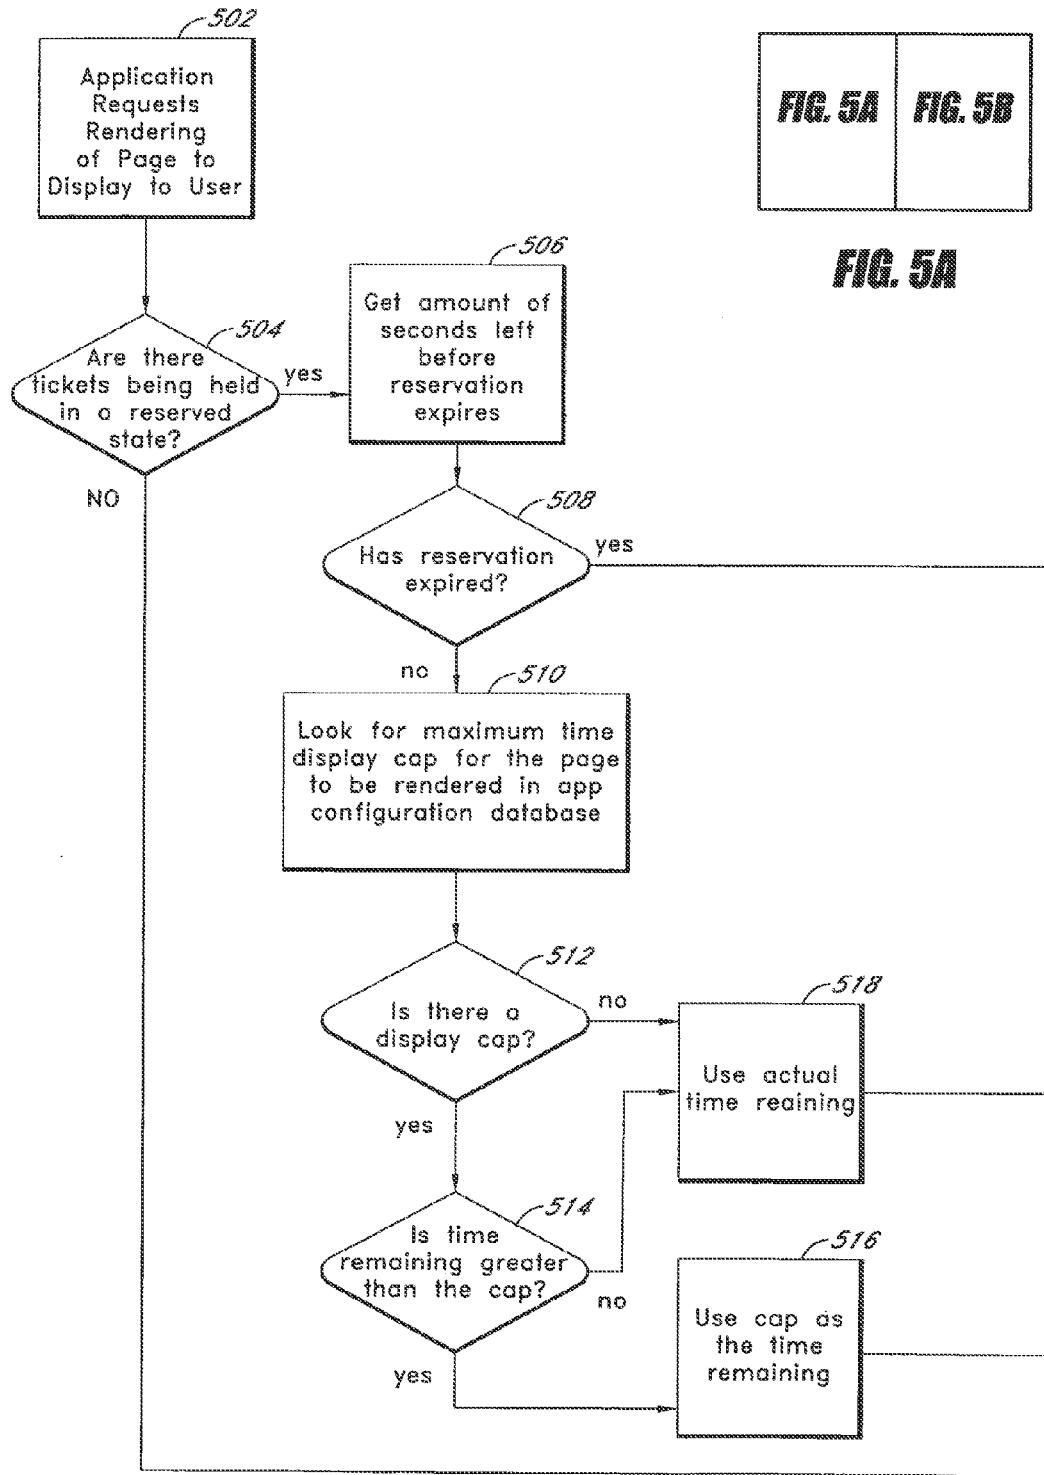 502
Application
Requests
Rendering
of Page to
Display to User
FIG. 5A
FIG. 5B
FIG. 5A
504
Are there
tickets being held
in a reserved
state?
yes
NO
506
Get amount of
seconds left
before
reservation
expires
508
Has reservation
expired?
yes
no
510
Look for maximum time
display cap for the page
to be rendered in app
configuration database
512
Is there a
display cap?
no
yes
518
Use actual
time reaining
514
Is time
remaining greater
than the cap?
no
yes
516
Use cap as
the time
remaining